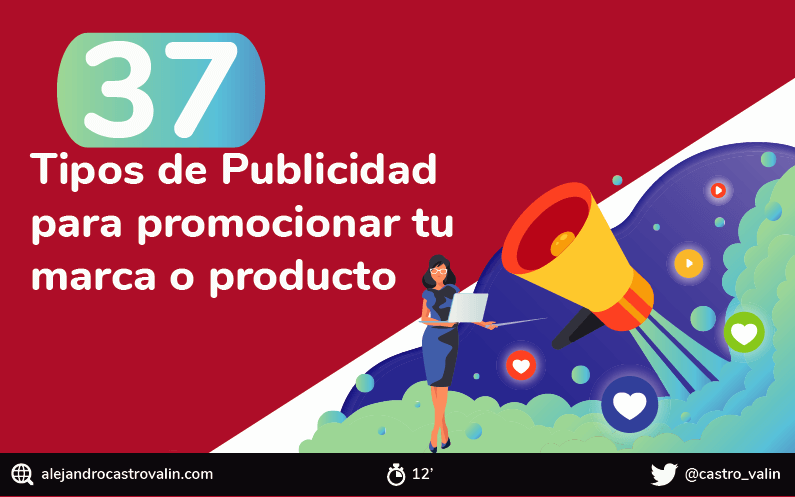 37
Tipos de Publicidad
para promocionar tu
marca o producto
alejandrocastrovalin.com
12’
@castro_valin